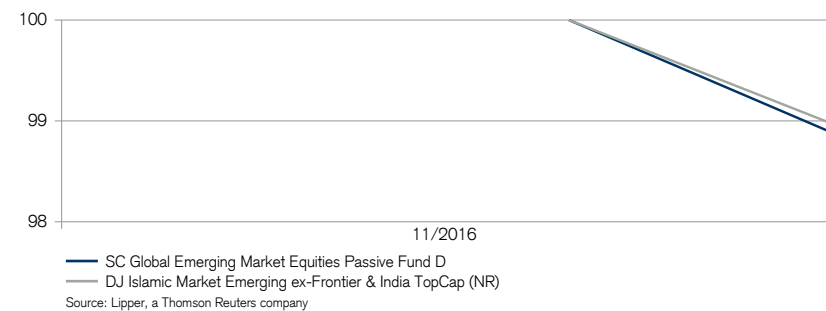 100
99
98
11/2016
SC Global Emerging Market Equities Passive Fund D
DJ Islamic Market Emerging ex-Frontier & India TopCap (NR)
Source: Lipper, a Thomson Reuters company